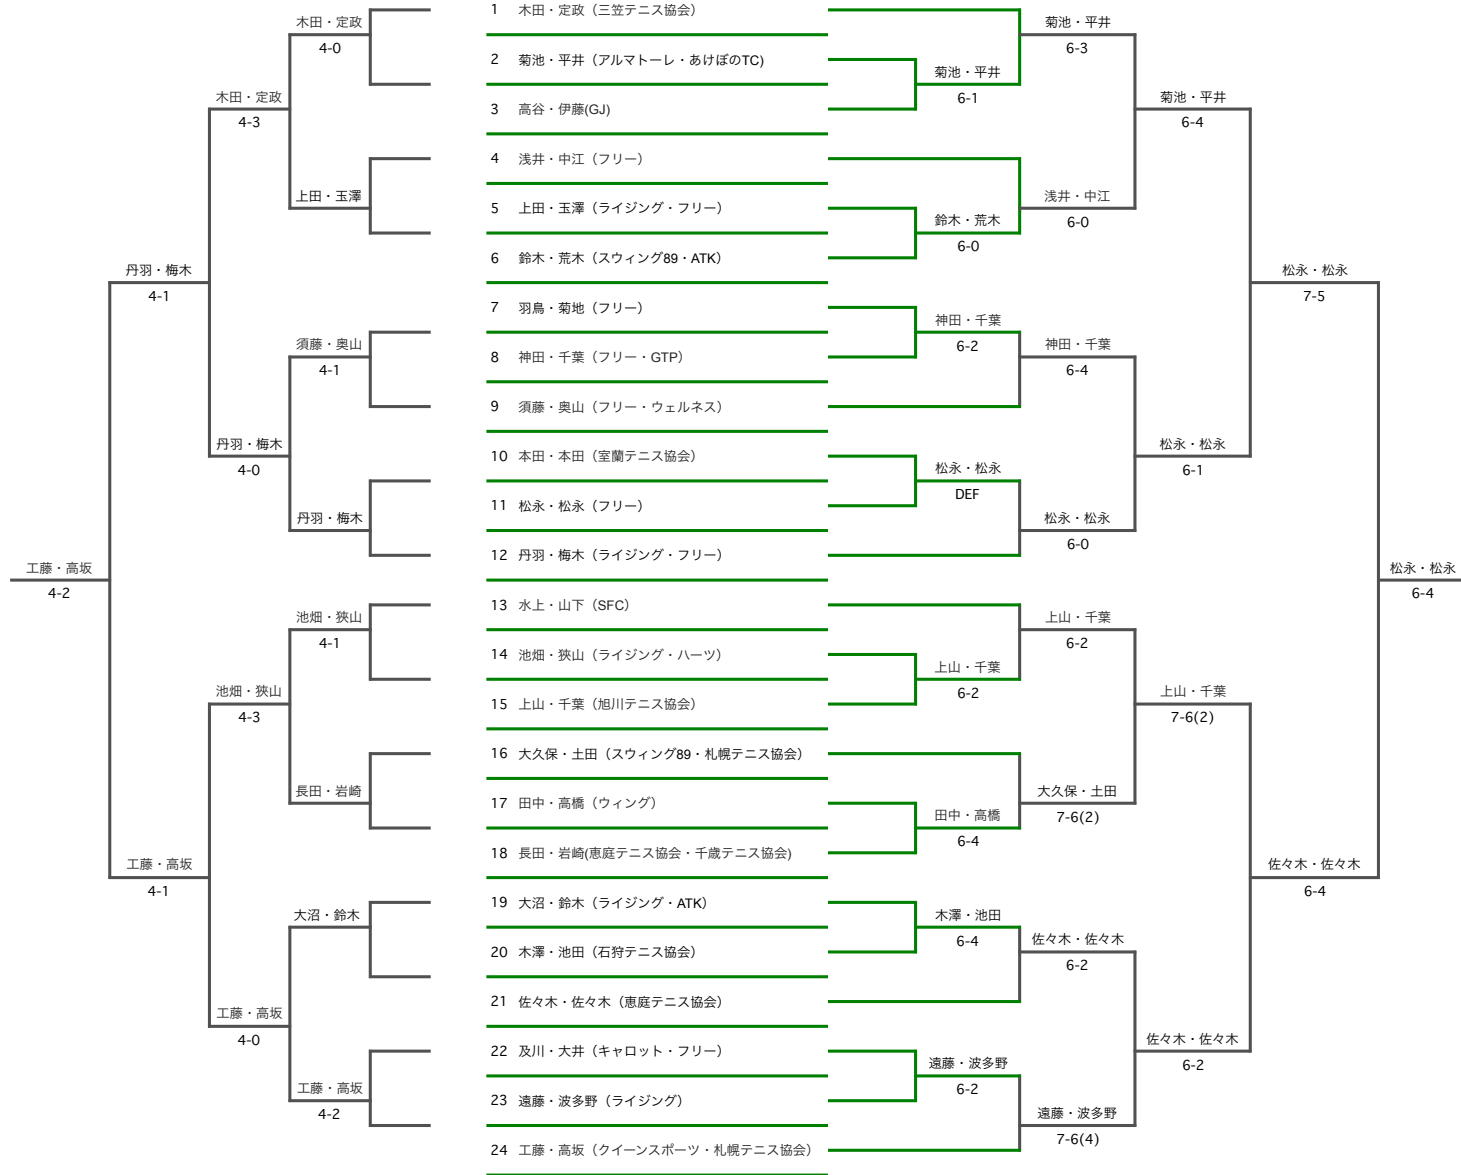 1 木田・定政（三笠テニス協会）
2 菊池・平井（アルマトーレ・あけぼのTC)
3 高谷・伊藤(GJ)
4 浅井・中江（フリー）
5 上田・玉澤（ライジング・フリー）
6 鈴木・荒木（スウィング89・ATK）
7 羽鳥・菊地（フリー）
8 神田・千葉（フリー・GTP）
9 須藤・奥山（フリー・ウェルネス）
10 本田・本田（室蘭テニス協会）
11 松永・松永（フリー）
12 丹羽・梅木（ライジング・フリー）
13 水上・山下（SFC）
14 池畑・狹山（ライジング・ハーツ）
15 上山・千葉（旭川テニス協会）
16 大久保・土田（スウィング89・札幌テニス協会）
17 田中・高橋（ウィング）
18 長田・岩崎(恵庭テニス協会・千歳テニス協会)
19 大沼・鈴木（ライジング・ATK）
20 木澤・池田（石狩テニス協会）
21 佐々木・佐々木（恵庭テニス協会）
22 及川・大井（キャロット・フリー）
23 遠藤・波多野（ライジング）
24 工藤・高坂（クイーンスポーツ・札幌テニス協会）
菊池・平井
6-1
鈴木・荒木
6-0
神田・千葉
6-2
松永・松永
DEF
上山・千葉
6-2
田中・高橋
6-4
木澤・池田
6-4
遠藤・波多野
6-2
菊池・平井
6-3
浅井・中江
6-0
神田・千葉
6-4
松永・松永
6-0
上山・千葉
6-2
大久保・土田
7-6(2)
佐々木・佐々木
6-2
遠藤・波多野
7-6(4)
菊池・平井
6-4
松永・松永
6-1
上山・千葉
7-6(2)
佐々木・佐々木
6-2
松永・松永
7-5
佐々木・佐々木
6-4
松永・松永
6-4
木田・定政
4-0
上田・玉澤
須藤・奥山
4-1
丹羽・梅木
池畑・狹山
4-1
長田・岩崎
大沼・鈴木
工藤・高坂
4-2
木田・定政
4-3
丹羽・梅木
4-0
池畑・狹山
4-3
工藤・高坂
4-0
丹羽・梅木
4-1
工藤・高坂
4-1
工藤・高坂
4-2